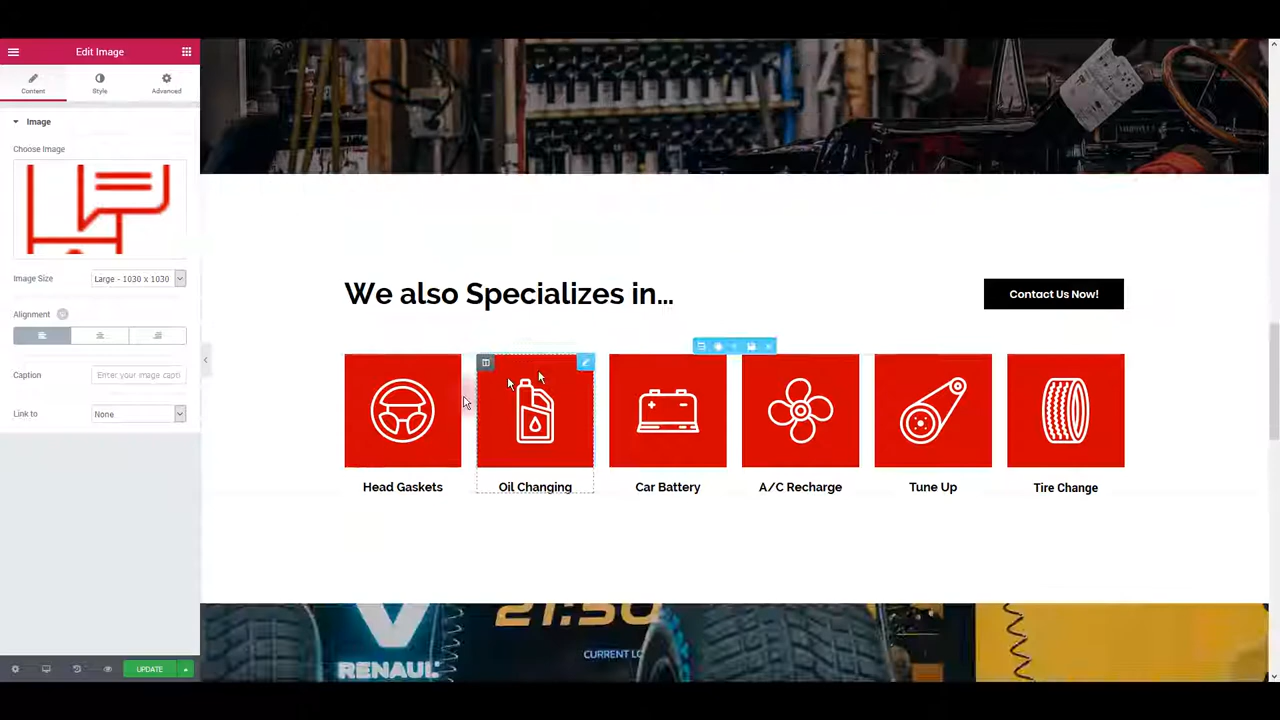 Edit Image
Content
Style
Advanced
Image
Choose Image
Image Size
Large - 1030 x 1030
Alignment
Caption
Enter your image capti
Link to
None
UPDATE
We also Specializes in...
Contact Us Now!
Head Gaskets
Oil Changing
Car Battery
A/C Recharge
Tune Up
Tire Change
21:50
CURRENT LO
RENAUL